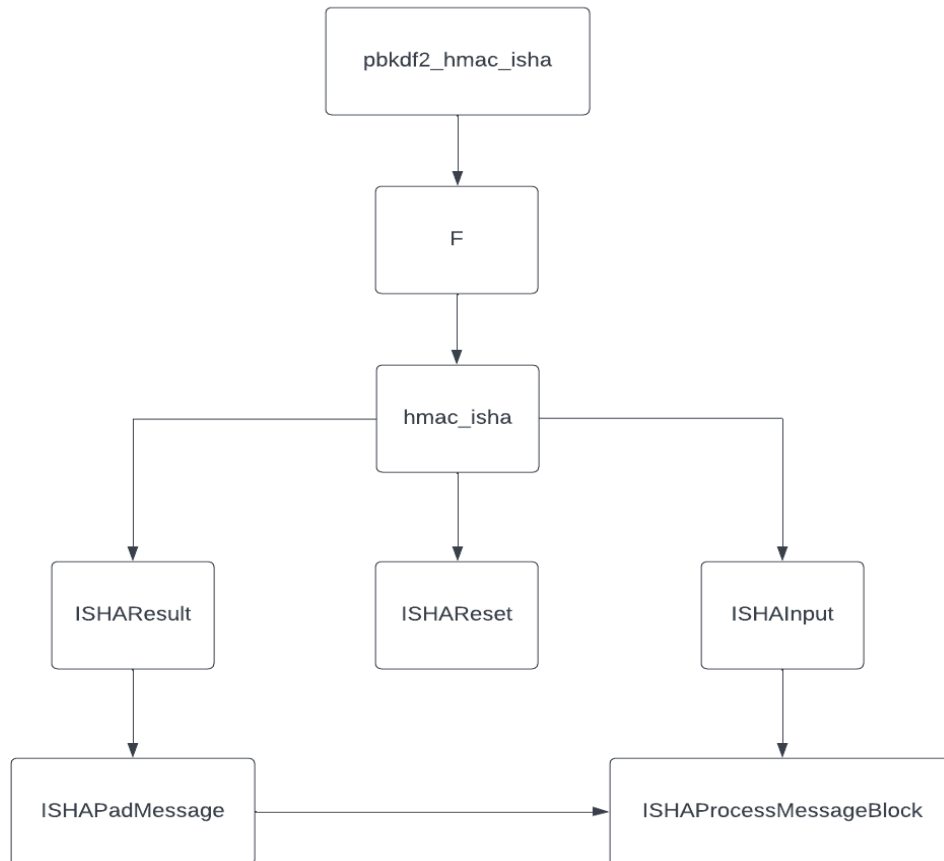 pbkdf2_hmac_isha
F
hmac_isha
ISHAResult
ISHAReset
ISHAInput
ISHAPadMessage
ISHAProcessMessageBlock